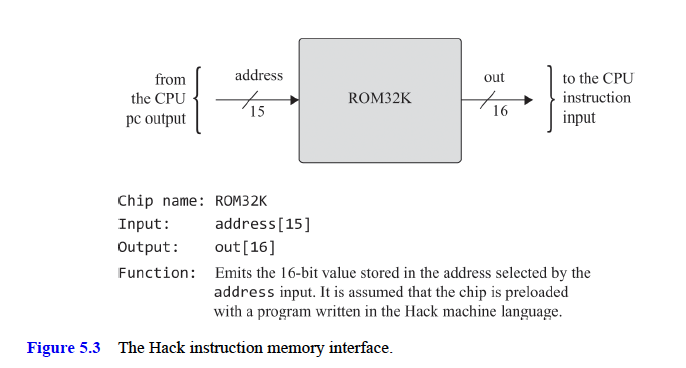 from
the CPU
pc output
address
15
ROM32K
out
16
to the CPU
instruction
input
Chip name: ROM32K
Input: address[15]
Output: out[16]
Function: Emits the 16-bit value stored in the address selected by the
address input. It is assumed that the chip is preloaded
with a program written in the Hack machine language.
Figure 5.3 The Hack instruction memory interface.